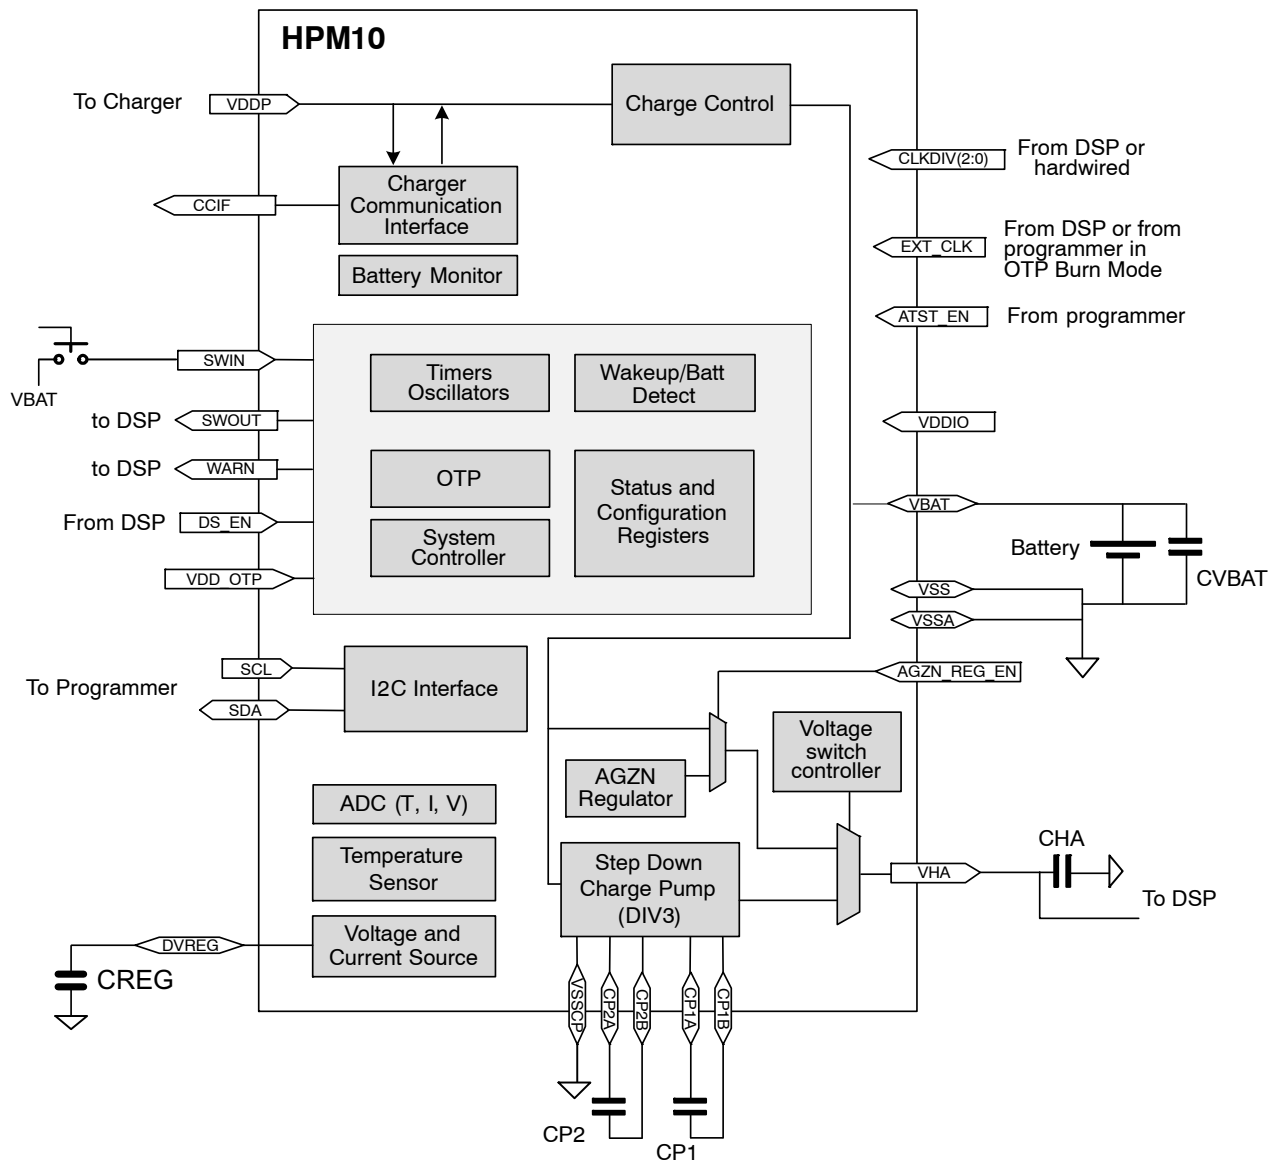 HPM10
To Charger
VDDP
Charge Control
CLKDIV(2:0)
From DSP or
hardwired
Charger
Communication
Interface
CCIF
EXT_CLK
From DSP or from
programmer in
OTP Burn Mode
Battery Monitor
ATST_EN
From programmer
SWIN
VBAT
Timers
Oscillators
Wakeup/Batt
Detect
to DSP
SWOUT
VDDIO
to DSP
WARN
OTP
Status and
Configuration
Registers
VBAT
From DSP
DS_EN
System
Controller
Battery
CVBAT
VDD_OTP
VSS
VSSA
SCL
To Programmer
I2C Interface
SDA
AGZN_REG_EN
Voltage
switch
controller
AGZN
Regulator
ADC (T, I, V)
Temperature
Sensor
Step Down
Charge Pump
(DIV3)
VHA
CHA
To DSP
DVREG
Voltage and
Current Source
CREG
VSSCP
CP2A
CP2B
CP1A
CP1B
CP2
CP1